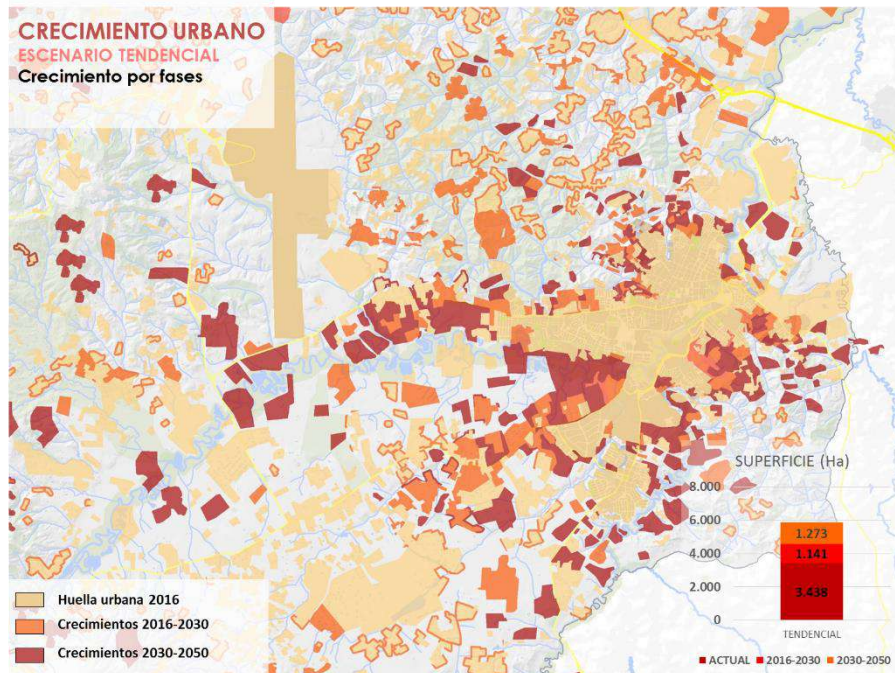 CRECIMIENTO URBANO
ESCENARIO TENDENCIAL
Crecimiento por fases
SUPERFICIE (Ha)
8.000
6.000
4.000
2.000
0
1.273
1.141
3.438
TENDENCIAL
ACTUAL 2016-2030 2030-2050
Huella urbana 2016
Crecimientos 2016-2030
Crecimientos 2030-2050